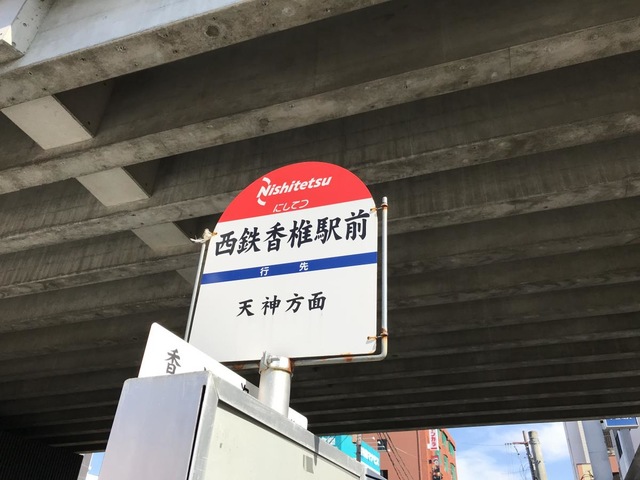 Nishitetsu
にしてつ
西鉄香椎駅前
行先
天神方面
香